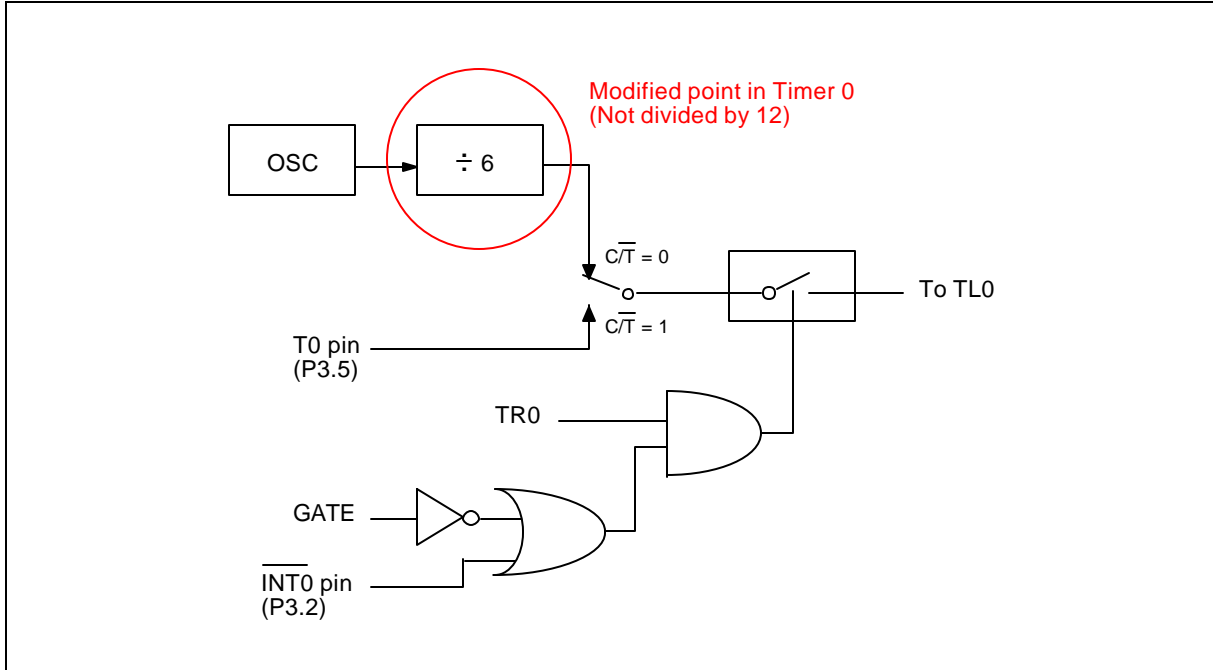 Modified point in Timer 0
(Not divided by 12)
OSC
÷ 6
C/T̅ = 0
To TL0
C/T̅ = 1
T0 pin
(P3.5)
TR0
GATE
I̅N̅T̅0̅ pin
(P3.2)